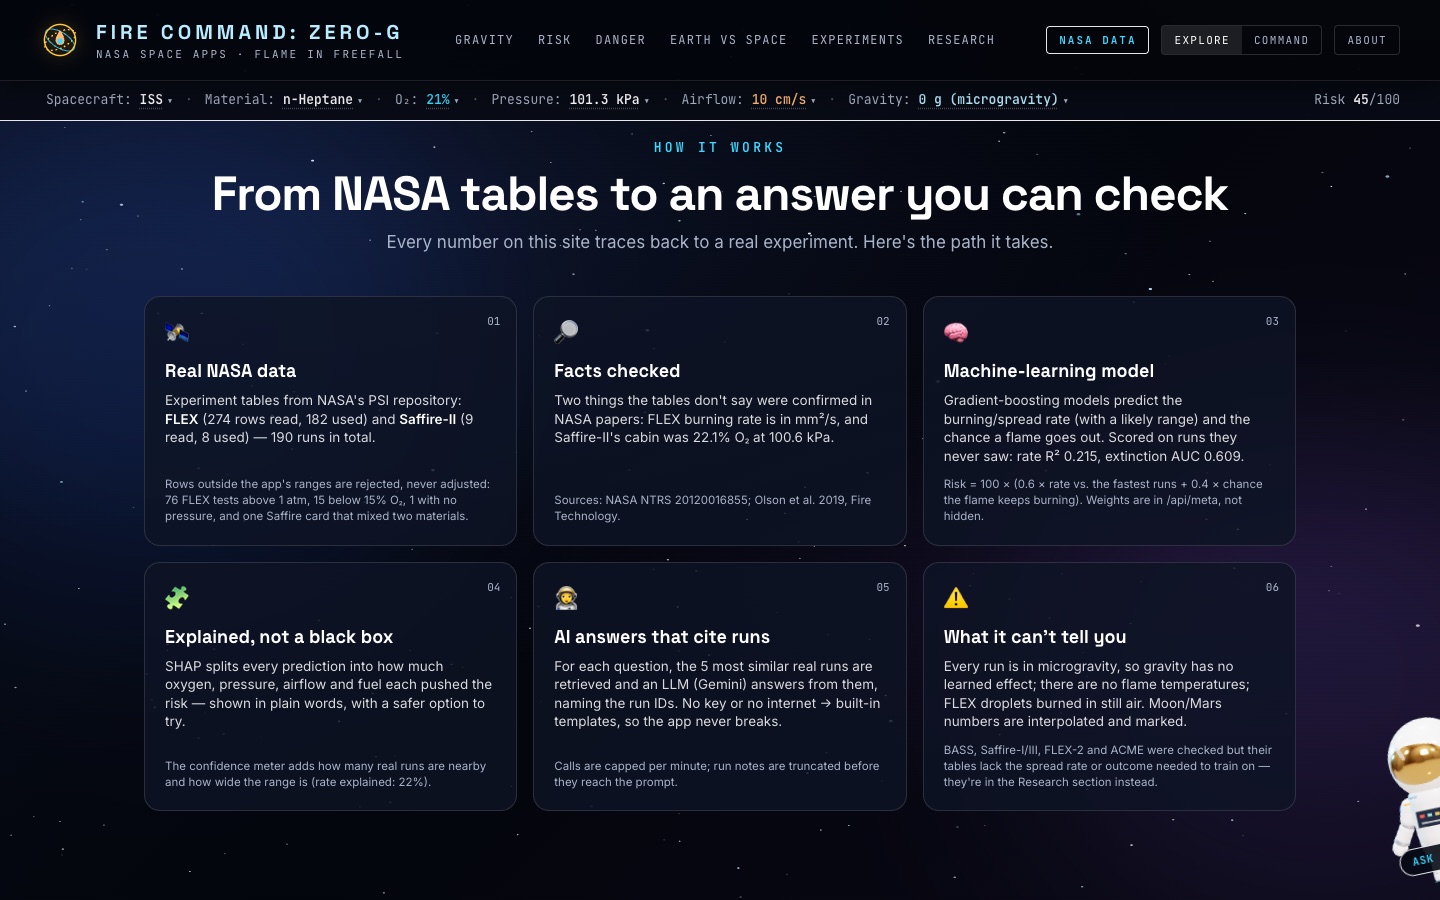 FIRE COMMAND: ZERO-G
NASA SPACE APPS · FLAME IN FREEFALL
GRAVITY RISK DANGER EARTH VS SPACE EXPERIMENTS RESEARCH
NASA DATA EXPLORE COMMAND ABOUT
Spacecraft: ISS ▾ · Material: n-Heptane ▾ · O₂: 21% ▾ · Pressure: 101.3 kPa ▾ · Airflow: 10 cm/s ▾ · Gravity: 0 g (microgravity) ▾ Risk 45/100
HOW IT WORKS
From NASA tables to an answer you can check
Every number on this site traces back to a real experiment. Here's the path it takes.
01
Real NASA data
Experiment tables from NASA's PSI repository:
FLEX (274 rows read, 182 used) and Saffire-II (9
read, 8 used) — 190 runs in total.
Rows outside the app's ranges are rejected, never adjusted:
76 FLEX tests above 1 atm, 15 below 15% O₂, 1 with no
pressure, and one Saffire card that mixed two materials.
02
Facts checked
Two things the tables don't say were confirmed in
NASA papers: FLEX burning rate is in mm²/s, and
Saffire-II's cabin was 22.1% O₂ at 100.6 kPa.
Sources: NASA NTRS 20120016855; Olson et al. 2019, Fire
Technology.
03
Machine-learning model
Gradient-boosting models predict the
burning/spread rate (with a likely range) and the
chance a flame goes out. Scored on runs they
never saw: rate R² 0.215, extinction AUC 0.609.
Risk = 100 × (0.6 × rate vs. the fastest runs + 0.4 × chance
the flame keeps burning). Weights are in /api/meta, not
hidden.
04
Explained, not a black box
SHAP splits every prediction into how much
oxygen, pressure, airflow and fuel each pushed the
risk — shown in plain words, with a safer option to
try.
The confidence meter adds how many real runs are nearby
and how wide the range is (rate explained: 22%).
05
AI answers that cite runs
For each question, the 5 most similar real runs are
retrieved and an LLM (Gemini) answers from them,
naming the run IDs. No key or no internet → built-in
templates, so the app never breaks.
Calls are capped per minute; run notes are truncated before
they reach the prompt.
06
What it can't tell you
Every run is in microgravity, so gravity has no
learned effect; there are no flame temperatures;
FLEX droplets burned in still air. Moon/Mars
numbers are interpolated and marked.
BASS, Saffire-I/III, FLEX-2 and ACME were checked but their
tables lack the spread rate or outcome needed to train on —
they're in the Research section instead.
ASK